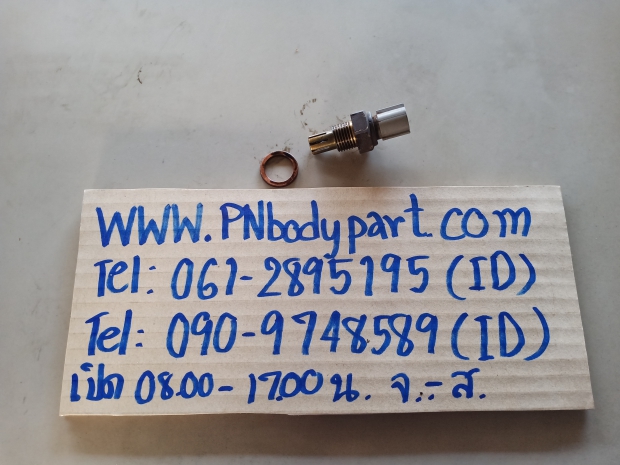 WWW.PNbodypart.com
Tel: 061-2895195 (ID)
Tel: 090-9748589 (ID)
เปิด 08.00-17.00 น. จ.-ส.